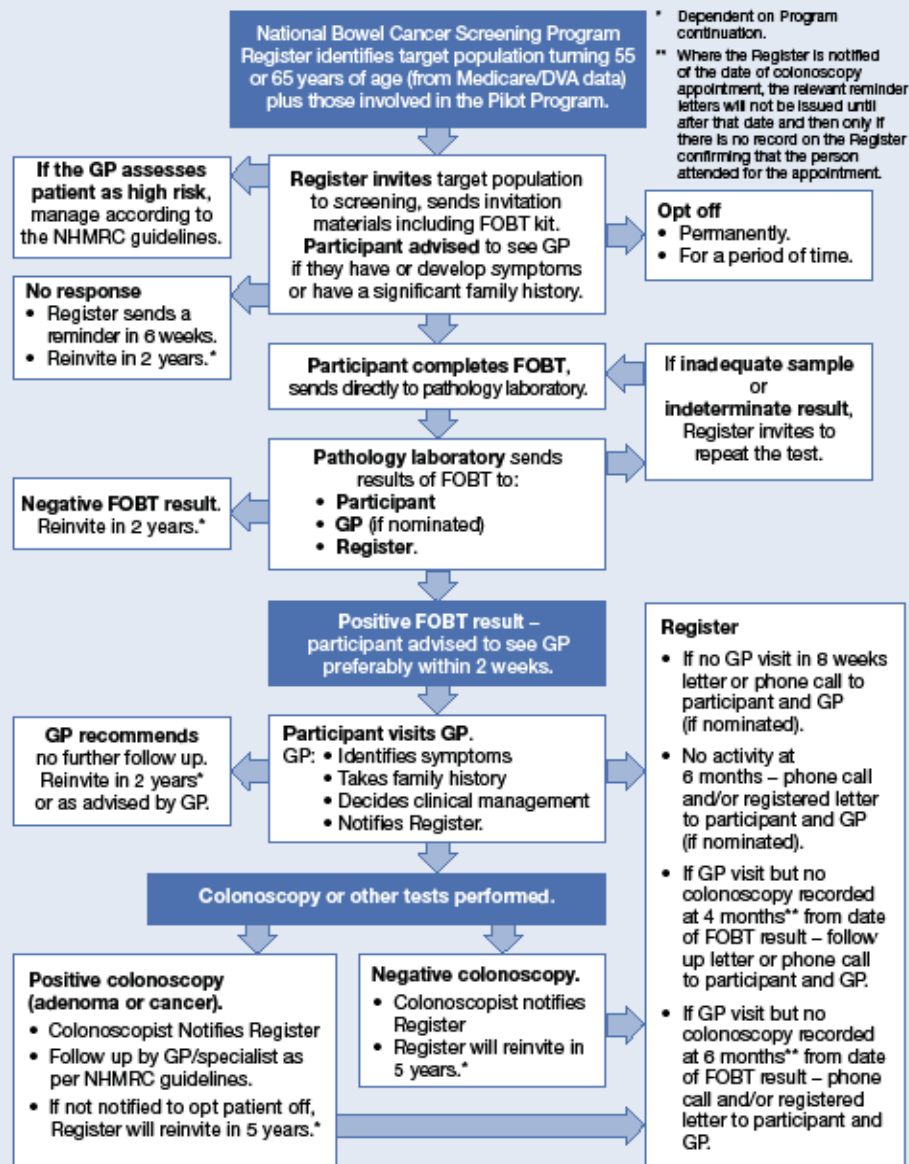 National Bowel Cancer Screening Program
Register identifies target population turning 55
or 65 years of age (from Medicare/DVA data)
plus those involved in the Pilot Program.
* Dependent on Program
continuation.
** Where the Register is notified
of the date of colonoscopy
appointment, the relevant reminder
letters will not be issued until
after that date and then only if
there is no record on the Register
confirming that the person
attended for the appointment.
If the GP assesses
patient as high risk,
manage according to
the NHMRC guidelines.
Register invites target population
to screening, sends invitation
materials including FOBT kit.
Participant advised to see GP
if they have or develop symptoms
or have a significant family history.
Opt off
• Permanently.
• For a period of time.
No response
• Register sends a
reminder in 6 weeks.
• Reinvite in 2 years.*
Participant completes FOBT,
sends directly to pathology laboratory.
If inadequate sample
or
indeterminate result,
Register invites to
repeat the test.
Pathology laboratory sends
results of FOBT to:
• Participant
• GP (if nominated)
• Register.
Negative FOBT result.
Reinvite in 2 years.*
Positive FOBT result –
participant advised to see GP
preferably within 2 weeks.
GP recommends
no further follow up.
Reinvite in 2 years*
or as advised by GP.
Participant visits GP.
GP: • Identifies symptoms
• Takes family history
• Decides clinical management
• Notifies Register.
Register
• If no GP visit in 8 weeks
letter or phone call to
participant and GP
(if nominated).
• No activity at
6 months – phone call
and/or registered letter
to participant and GP
(if nominated).
• If GP visit but no
colonoscopy recorded
at 4 months** from date
of FOBT result – follow
up letter or phone call
to participant and GP.
• If GP visit but no
colonoscopy recorded
at 6 months** from date
of FOBT result – phone
call and/or registered
letter to participant and
GP.
Colonoscopy or other tests performed.
Positive colonoscopy
(adenoma or cancer).
• Colonoscopist Notifies Register
• Follow up by GP/specialist as
per NHMRC guidelines.
• If not notified to opt patient off,
Register will reinvite in 5 years.*
Negative colonoscopy.
• Colonoscopist notifies
Register
• Register will reinvite in
5 years.*